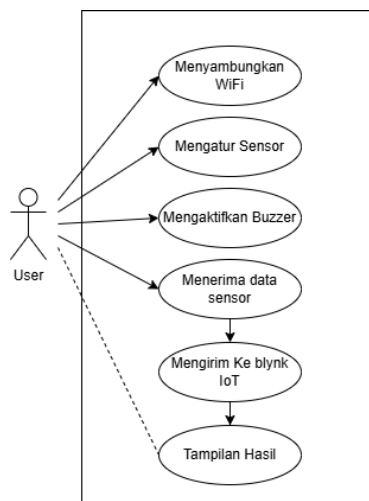 Menyambungkan
WiFi
Mengatur Sensor
Mengaktifkan Buzzer
User
Menerima data
sensor
Mengirim Ke blynk
IoT
Tampilan Hasil